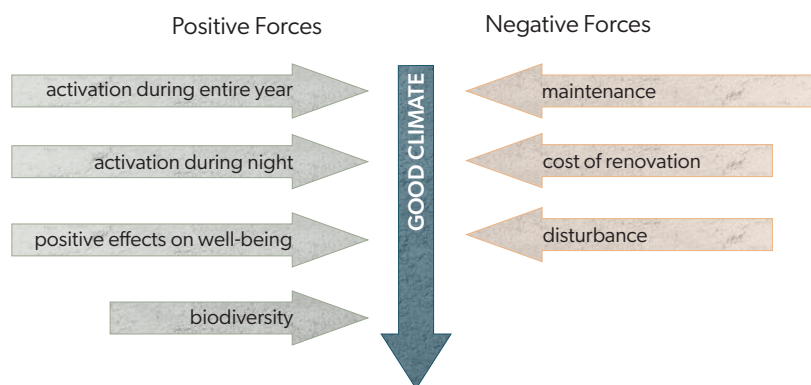 Positive Forces
Negative Forces
activation during entire year
activation during night
positive effects on well-being
biodiversity
GOOD CLIMATE
maintenance
cost of renovation
disturbance